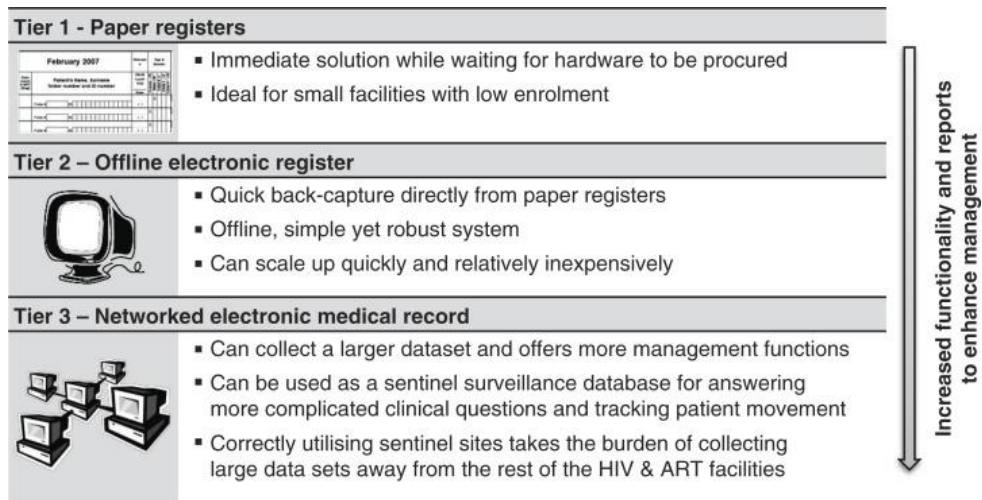 Tier 1 - Paper registers
February 2007
Patient's Name, Surname
folder number and ID number
▪ Immediate solution while waiting for hardware to be procured
▪ Ideal for small facilities with low enrolment
Tier 2 – Offline electronic register
▪ Quick back-capture directly from paper registers
▪ Offline, simple yet robust system
▪ Can scale up quickly and relatively inexpensively
Tier 3 – Networked electronic medical record
▪ Can collect a larger dataset and offers more management functions
▪ Can be used as a sentinel surveillance database for answering
more complicated clinical questions and tracking patient movement
▪ Correctly utilising sentinel sites takes the burden of collecting
large data sets away from the rest of the HIV & ART facilities
Increased functionality and reports
to enhance management